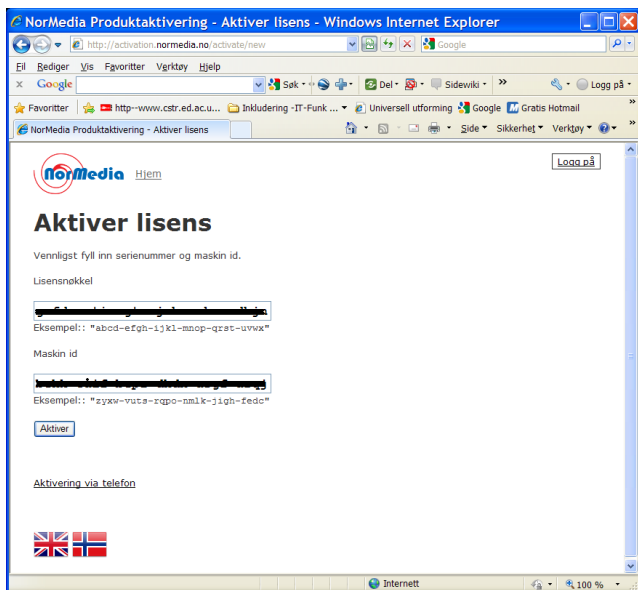 NorMedia Produktaktivering - Aktiver lisens - Windows Internet Explorer
http://activation.normedia.no/activate/new
Google
Fil Rediger Vis Favoritter Verktøy Hjelp
x Google Søk Del Sidewiki » Logg på
Favoritter http--www.cstr.ed.ac.u... Inkludering -IT-Funk ... Universell utforming Google Gratis Hotmail »
NorMedia Produktaktivering - Aktiver lisens Side Sikkerhet Verktøy »
NorMedia Hjem Logg på
Aktiver lisens
Vennligst fyll inn serienummer og maskin id.
Lisensnøkkel
Eksempel:: "abcd-efgh-ijkl-mnop-qrst-uvwx"
Maskin id
Eksempel:: "zyxw-vuts-rqpo-nmlk-jigh-fedc"
Aktiver
Aktivering via telefon
Internett 100 %